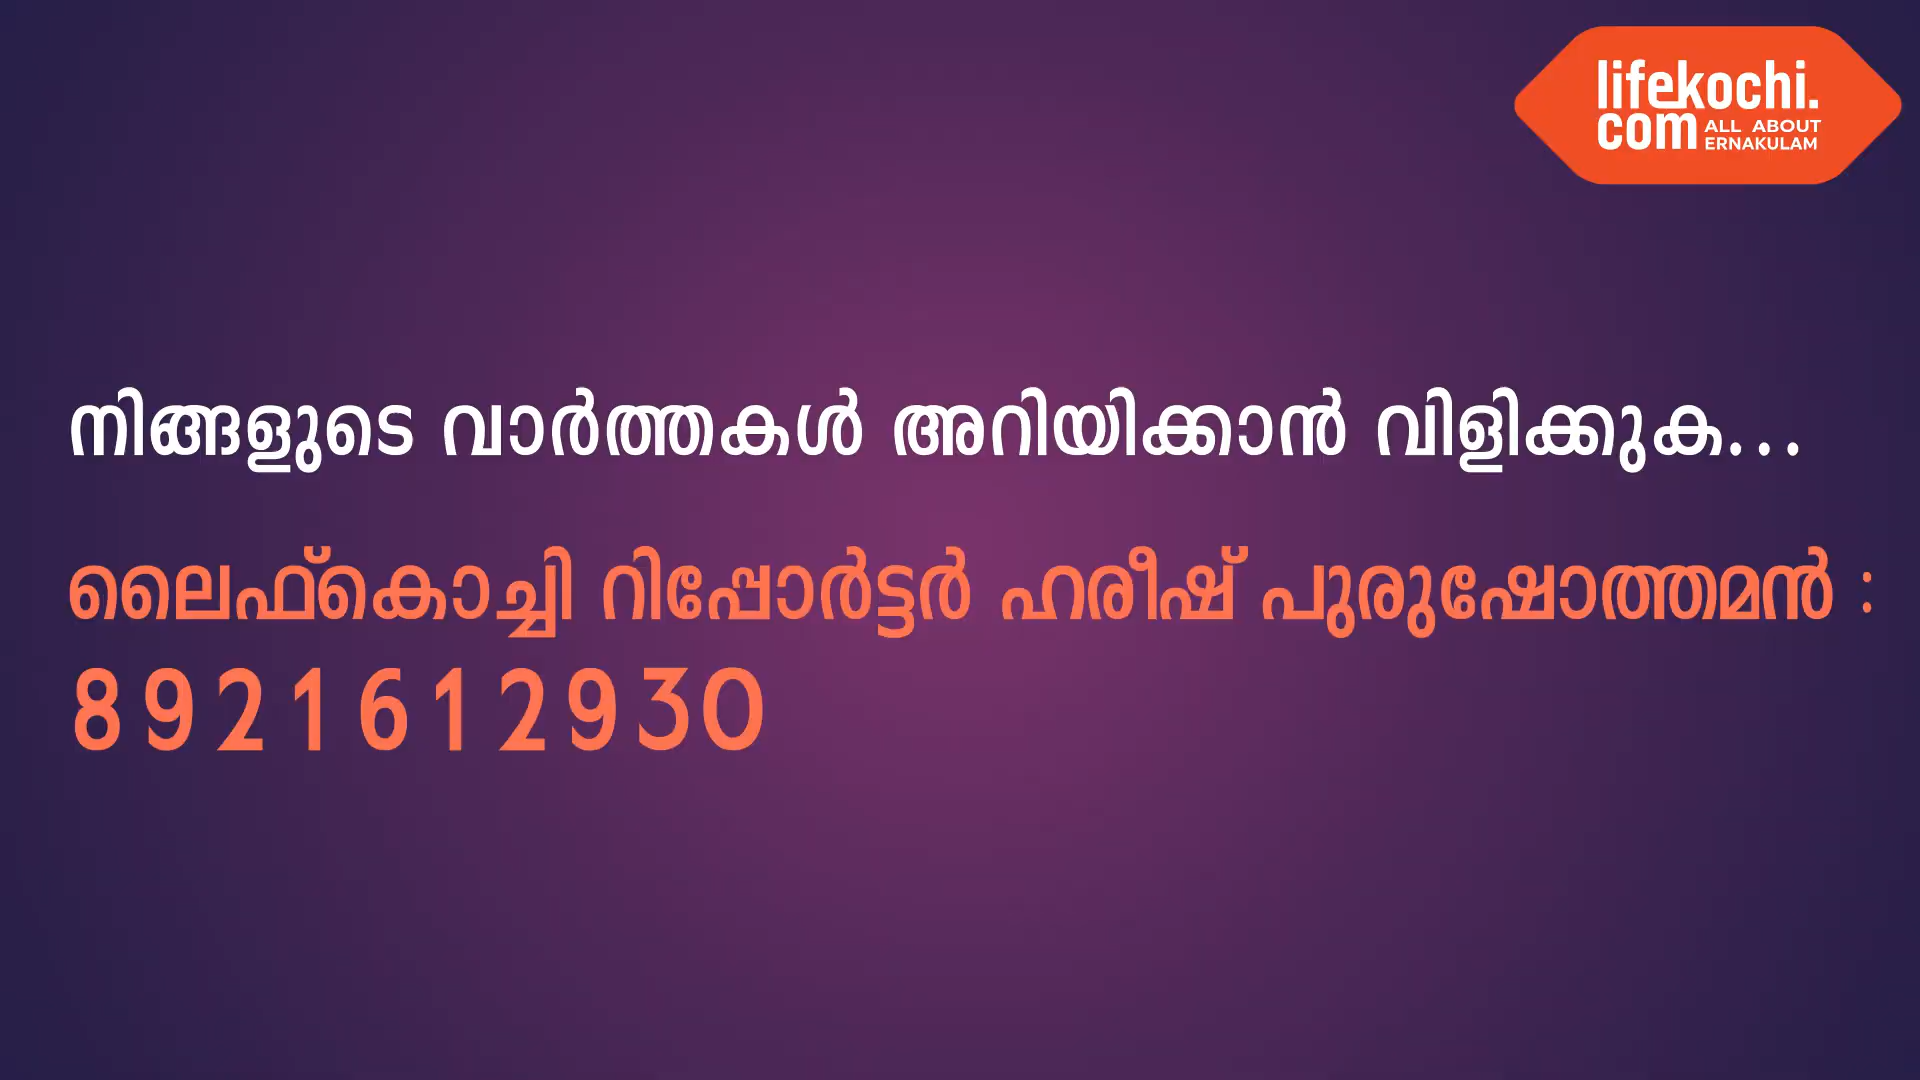 lifekochi.
com ALL ABOUT
ERNAKULAM
നിങ്ങളുടെ വാർത്തകൾ അറിയിക്കാൻ വിളിക്കുക...
ലൈഫ്കൊച്ചി റിപ്പോർട്ടർ ഹരീഷ് പുരുഷോത്തമൻ :
8921612930